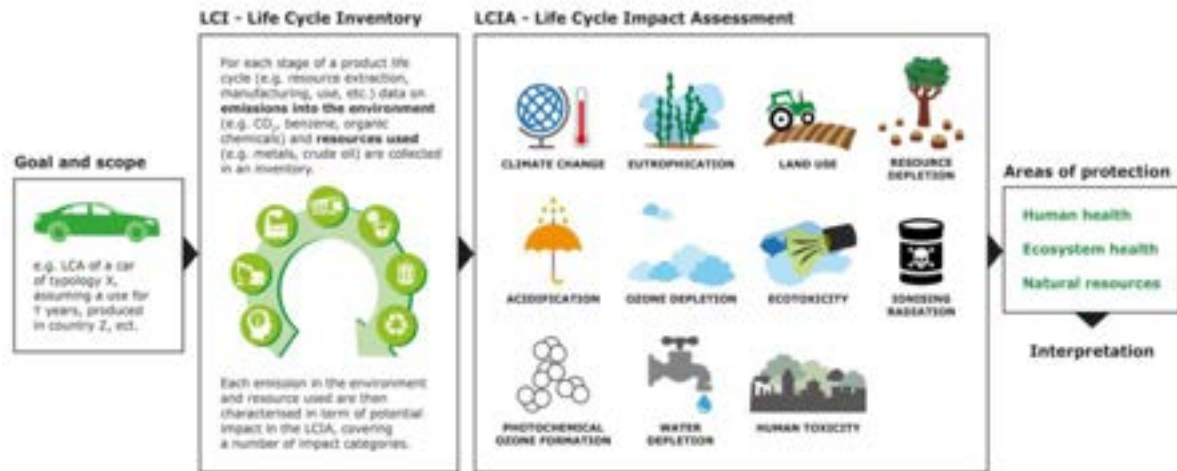 LCI - Life Cycle Inventory
LCIA - Life Cycle Impact Assessment
For each stage of a product life
cycle (e.g. resource extraction,
manufacturing, use, etc.) data on
emissions into the environment
(e.g. CO₂, benzene, organic
chemicals) and resources used
(e.g. metals, crude oil) are collected
in an inventory.
Goal and scope
e.g. LCA of a car
of typology X,
assuming a use for
Y years, produced
in country Z, ect.
Each emission in the environment
and resource used are then
characterised in term of potential
impact in the LCIA, covering
a number of impact categories.
CLIMATE CHANGE
EUTROPHICATION
LAND USE
RESOURCE
DEPLETION
ACIDIFICATION
OZONE DEPLETION
ECOTOXICITY
IONISING
RADIATION
PHOTOCHEMICAL
OZONE FORMATION
WATER
DEPLETION
HUMAN TOXICITY
Areas of protection
Human health
Ecosystem health
Natural resources
Interpretation